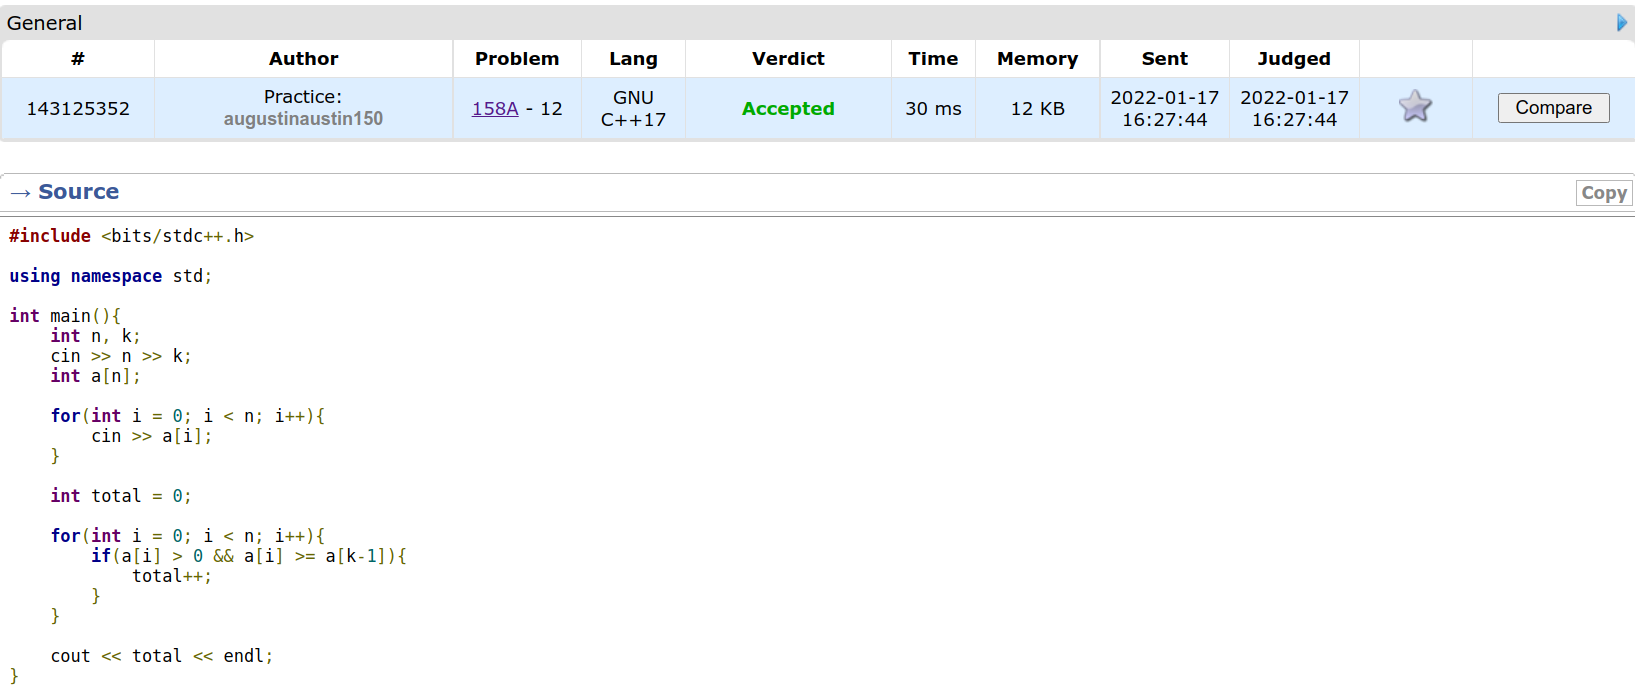 General
# Author Problem Lang Verdict Time Memory Sent Judged
143125352 Practice: augustinaustin150 158A - 12 GNU C++17 Accepted 30 ms 12 KB 2022-01-17 16:27:44 2022-01-17 16:27:44 Compare
→ Source Copy
#include <bits/stdc++.h>
using namespace std;
int main(){
    int n, k;
    cin >> n >> k;
    int a[n];
    for(int i = 0; i < n; i++){
        cin >> a[i];
    }
    int total = 0;
    for(int i = 0; i < n; i++){
        if(a[i] > 0 && a[i] >= a[k-1]){
            total++;
        }
    }
    cout << total << endl;
}